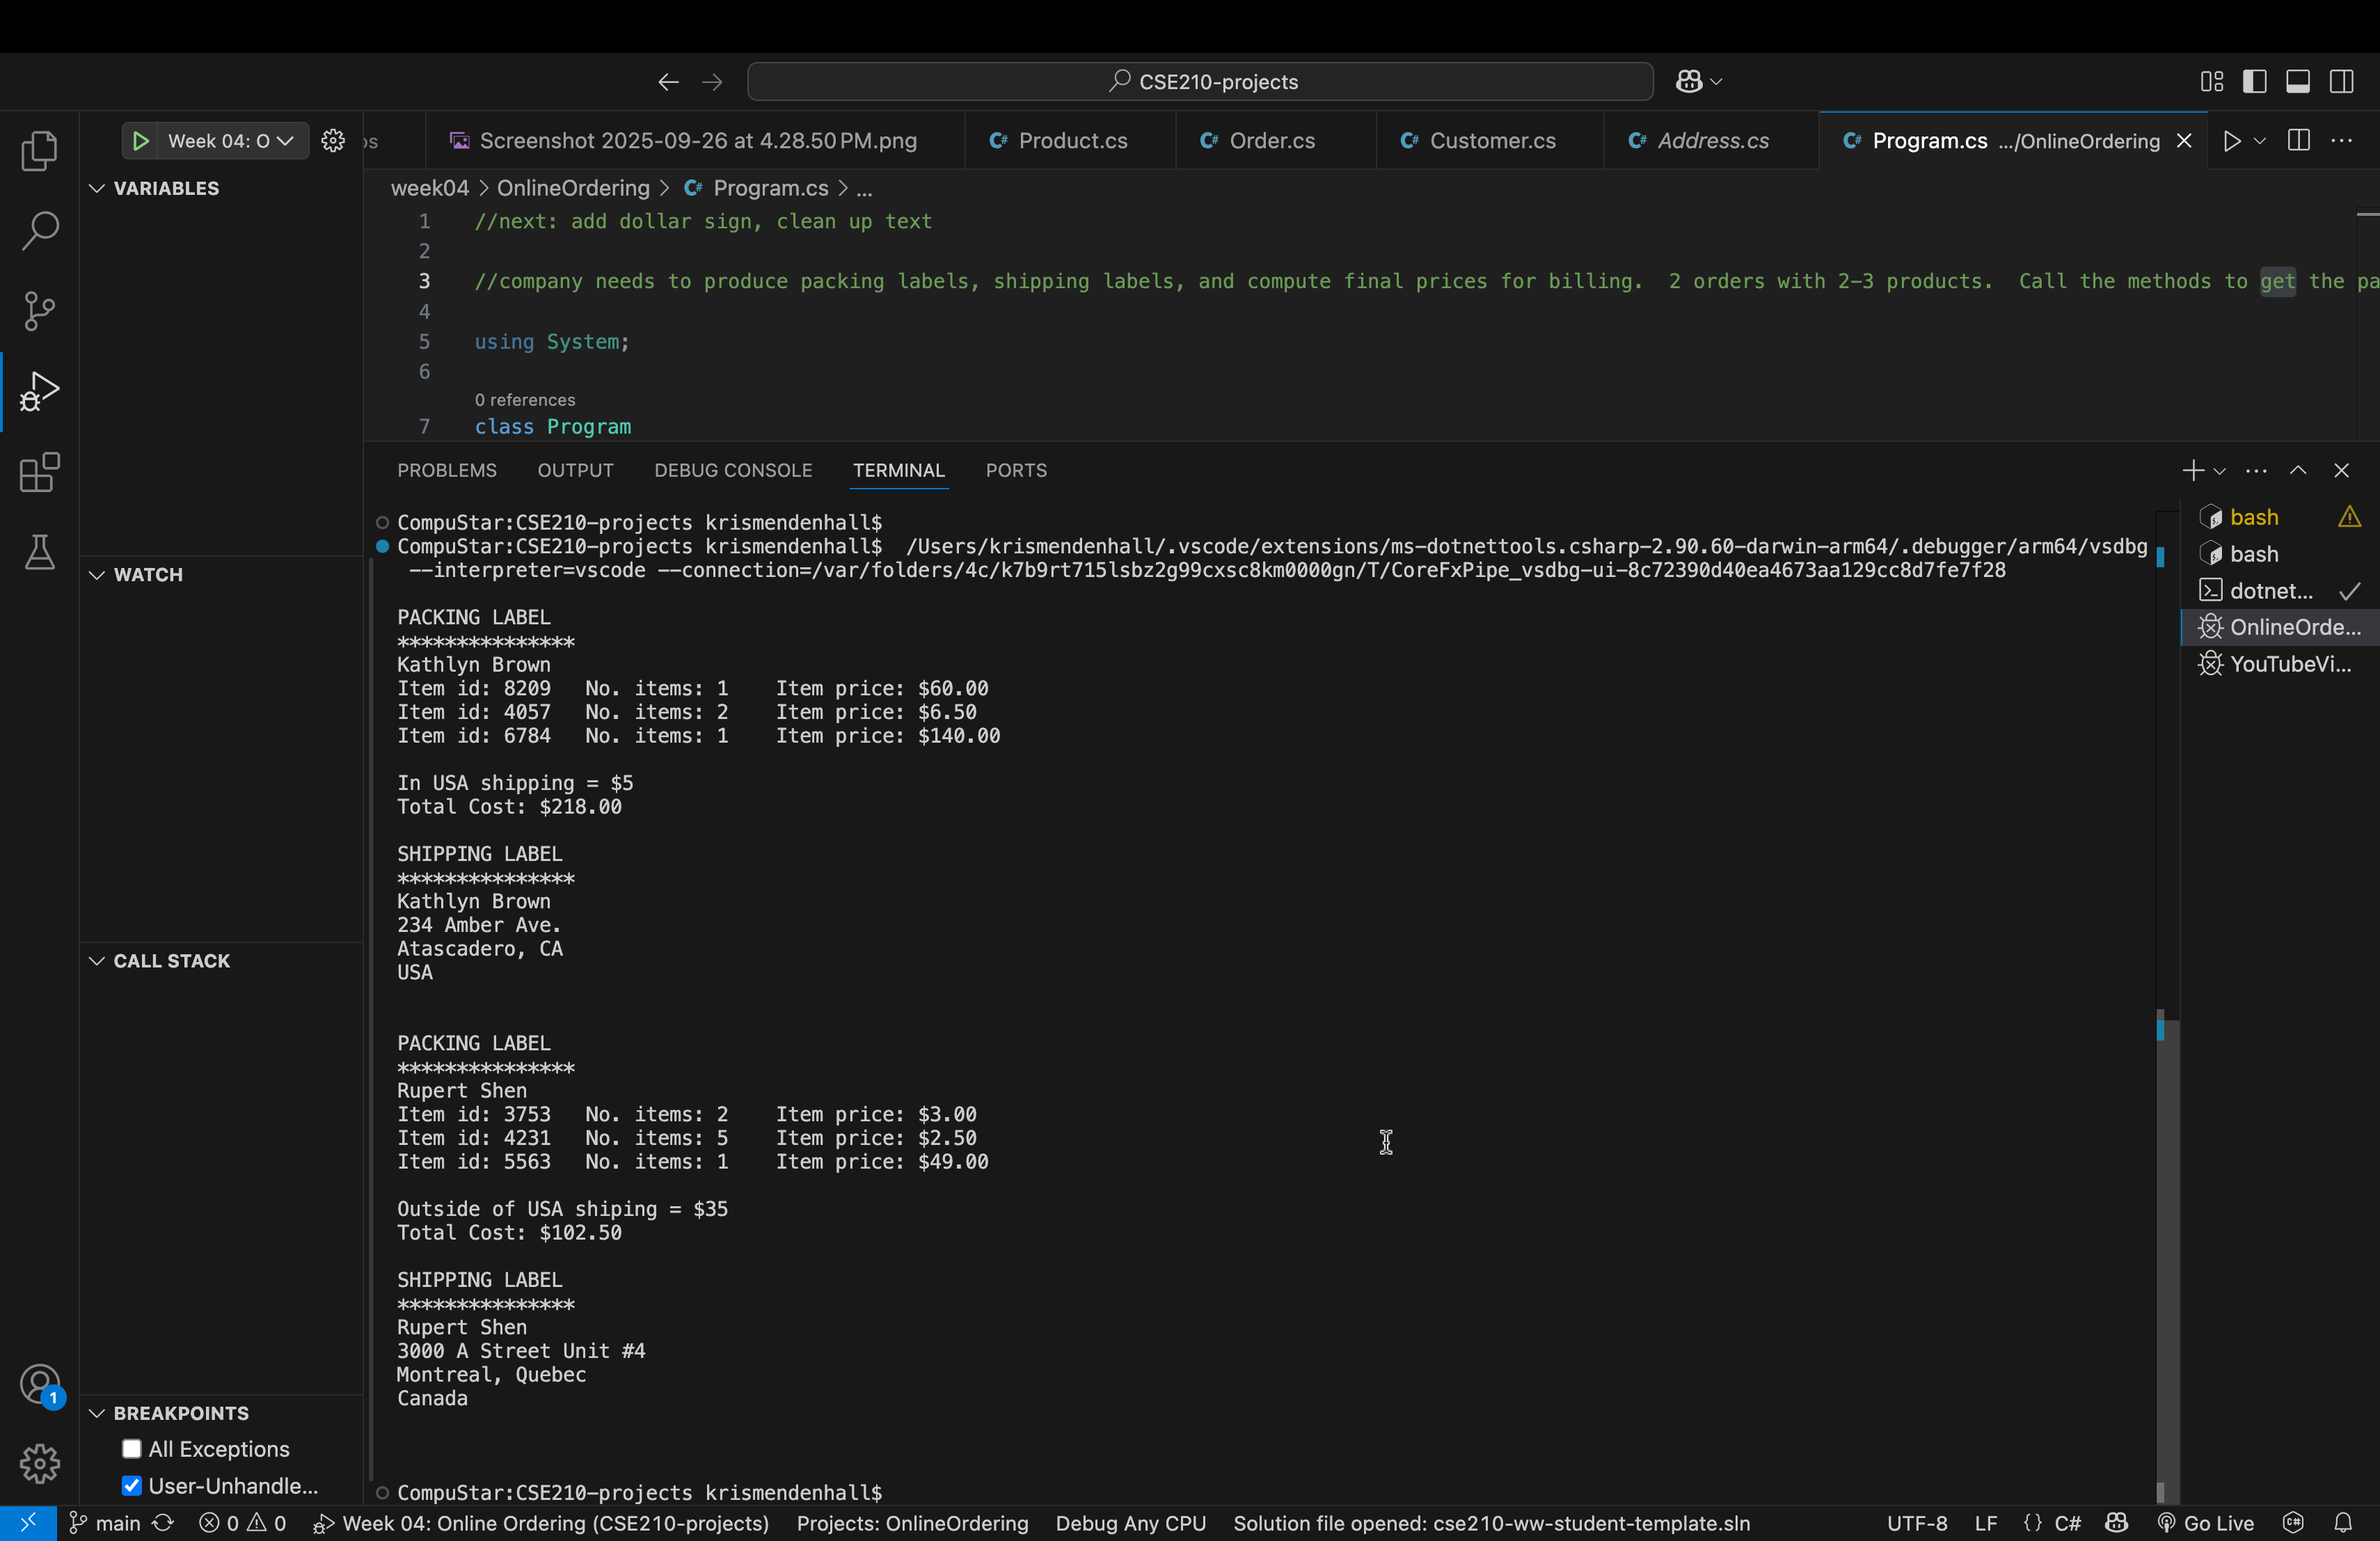 CSE210-projects
Week 04: O
os
Screenshot 2025-09-26 at 4.28.50 PM.png
Product.cs
Order.cs
Customer.cs
Address.cs
Program.cs .../OnlineOrdering
VARIABLES
WATCH
CALL STACK
BREAKPOINTS
All Exceptions
User-Unhandle...
week04 > OnlineOrdering > Program.cs > ...
1 //next: add dollar sign, clean up text
2
3 //company needs to produce packing labels, shipping labels, and compute final prices for billing.  2 orders with 2-3 products.  Call the methods to get the pa
4
5 using System;
6
0 references
7 class Program
PROBLEMS OUTPUT DEBUG CONSOLE TERMINAL PORTS
CompuStar:CSE210-projects krismendenhall$
CompuStar:CSE210-projects krismendenhall$  /Users/krismendenhall/.vscode/extensions/ms-dotnettools.csharp-2.90.60-darwin-arm64/.debugger/arm64/vsdbg
--interpreter=vscode --connection=/var/folders/4c/k7b9rt715lsbz2g99cxsc8km0000gn/T/CoreFxPipe_vsdbg-ui-8c72390d40ea4673aa129cc8d7fe7f28
PACKING LABEL
***************
Kathlyn Brown
Item id: 8209   No. items: 1    Item price: $60.00
Item id: 4057   No. items: 2    Item price: $6.50
Item id: 6784   No. items: 1    Item price: $140.00
In USA shipping = $5
Total Cost: $218.00
SHIPPING LABEL
***************
Kathlyn Brown
234 Amber Ave.
Atascadero, CA
USA
PACKING LABEL
***************
Rupert Shen
Item id: 3753   No. items: 2    Item price: $3.00
Item id: 4231   No. items: 5    Item price: $2.50
Item id: 5563   No. items: 1    Item price: $49.00
Outside of USA shiping = $35
Total Cost: $102.50
SHIPPING LABEL
***************
Rupert Shen
3000 A Street Unit #4
Montreal, Quebec
Canada
CompuStar:CSE210-projects krismendenhall$
bash
bash
dotnet...
OnlineOrde...
YouTubeVi...
1
main 0 0 Week 04: Online Ordering (CSE210-projects) Projects: OnlineOrdering Debug Any CPU Solution file opened: cse210-ww-student-template.sln UTF-8 LF {} C# Go Live